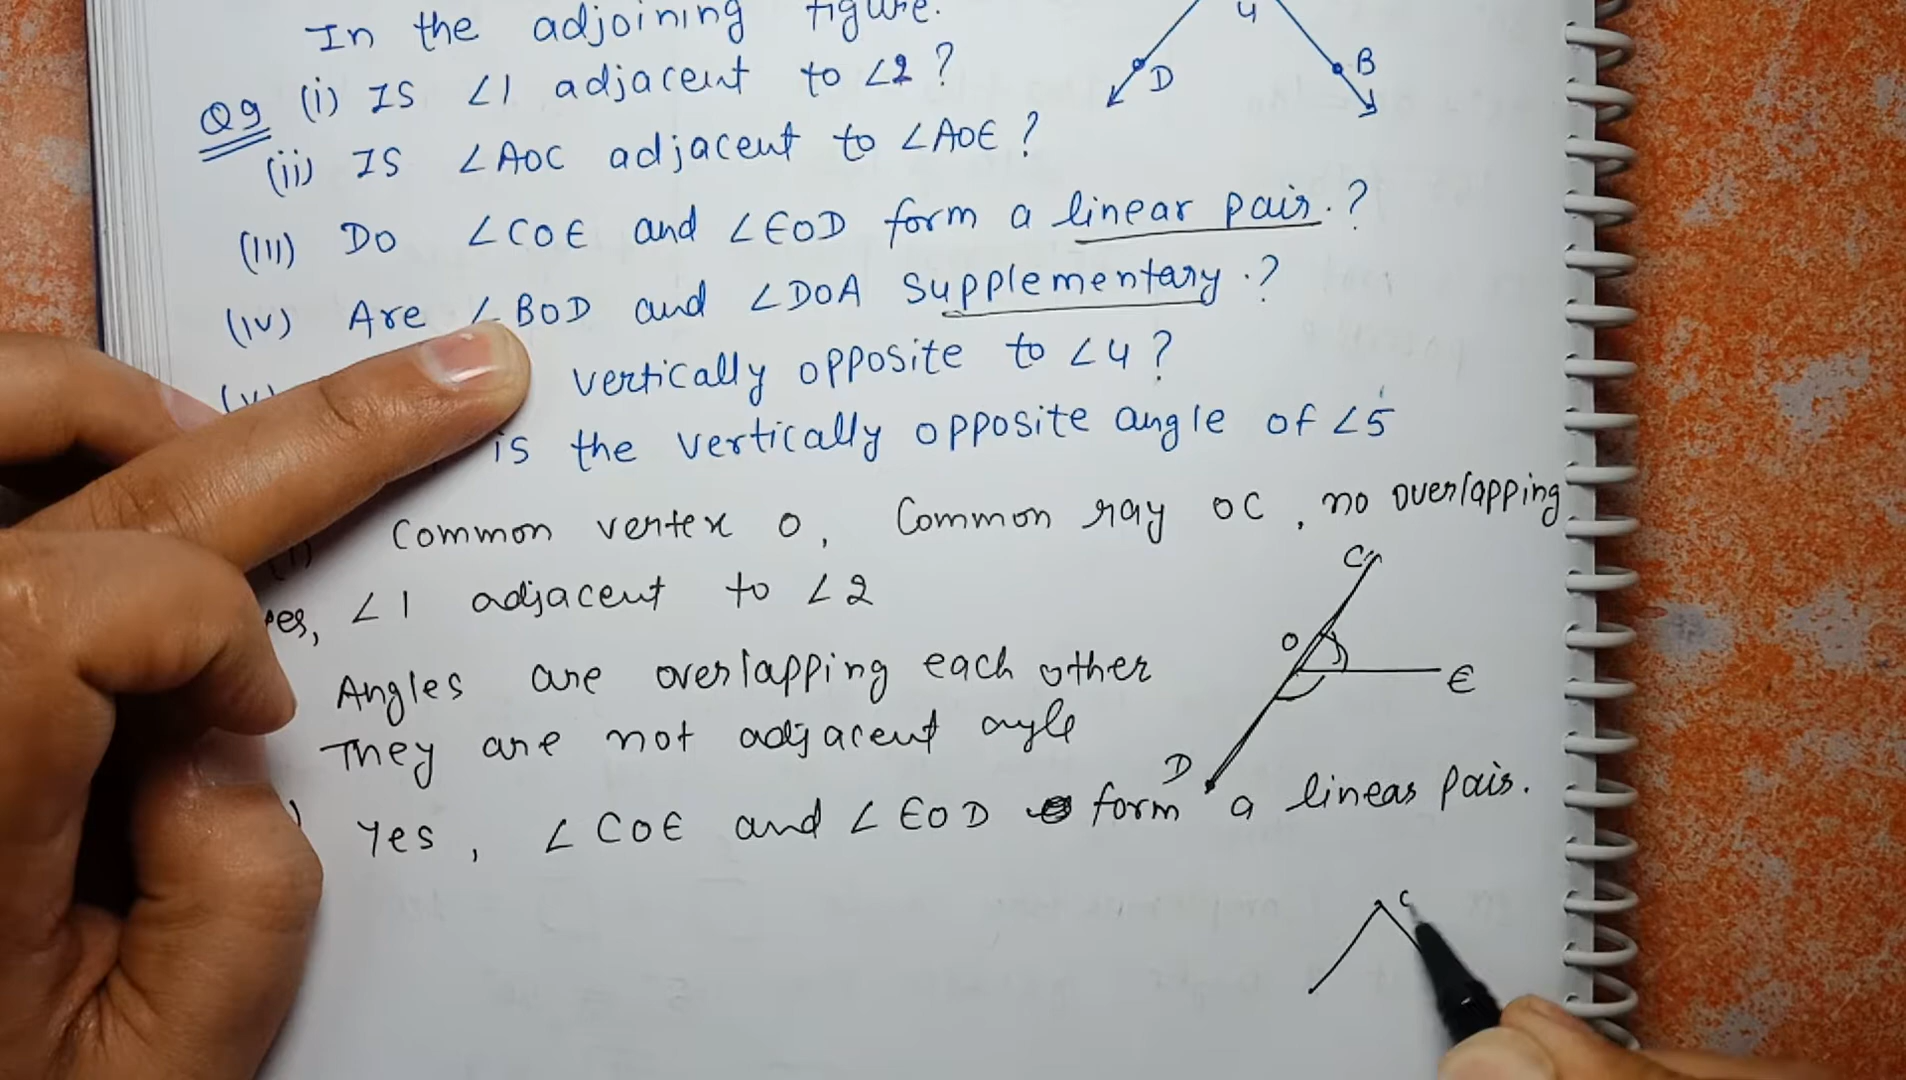 In the adjoining figure.
4
D
B
Q9 (i) Is ∠1 adjacent to ∠2?
(ii) Is ∠AOC adjacent to ∠AOE?
(III) Do ∠COE and ∠EOD form a linear pair.?
(IV) Are ∠BOD and ∠DOA Supplementary.?
(v) vertically opposite to ∠4?
is the vertically opposite angle of ∠5
Common vertex O, Common ray OC, no overlapping
yes, ∠1 adjacent to ∠2
C
O
E
D
Angles are overlapping each other
They are not adjacent angle
Yes, ∠COE and ∠EOD form a linear pair.